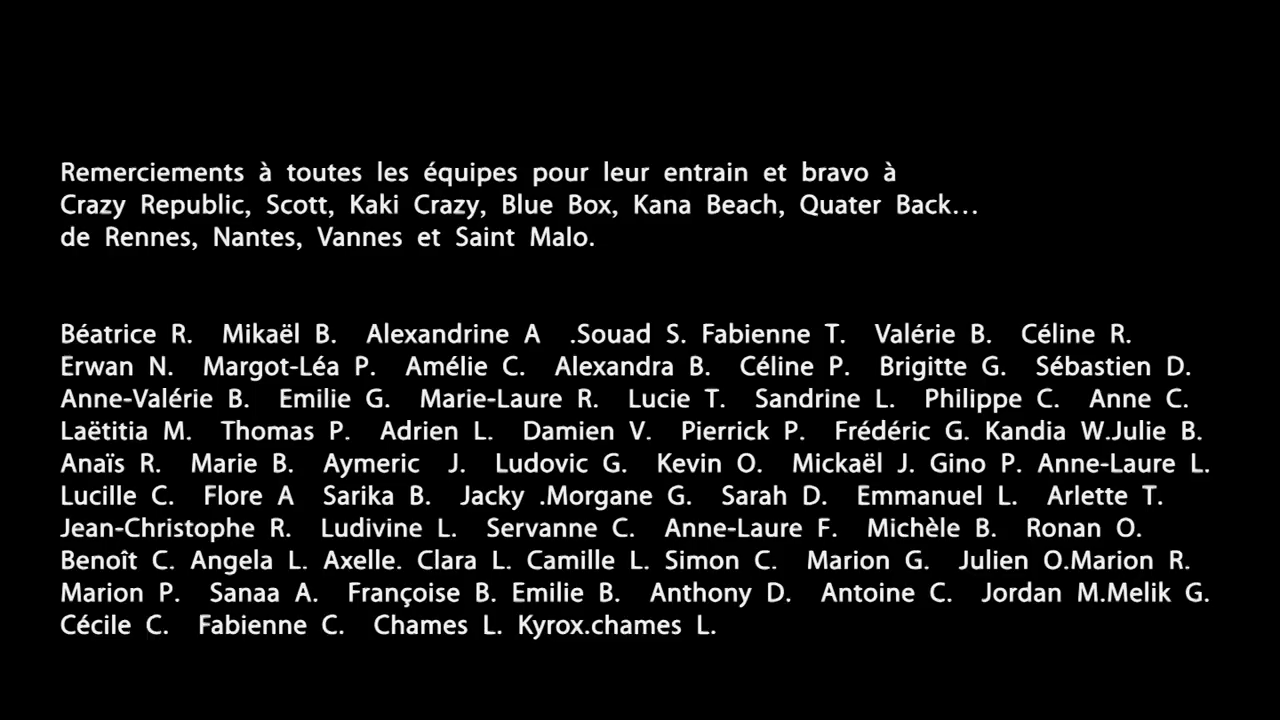 Remerciements à toutes les équipes pour leur entrain et bravo à
Crazy Republic, Scott, Kaki Crazy, Blue Box, Kana Beach, Quater Back...
de Rennes, Nantes, Vannes et Saint Malo.
Béatrice R. Mikaël B. Alexandrine A .Souad S. Fabienne T. Valérie B. Céline R.
Erwan N. Margot-Léa P. Amélie C. Alexandra B. Céline P. Brigitte G. Sébastien D.
Anne-Valérie B. Emilie G. Marie-Laure R. Lucie T. Sandrine L. Philippe C. Anne C.
Laëtitia M. Thomas P. Adrien L. Damien V. Pierrick P. Frédéric G. Kandia W.Julie B.
Anaïs R. Marie B. Aymeric J. Ludovic G. Kevin O. Mickaël J. Gino P. Anne-Laure L.
Lucille C. Flore A Sarika B. Jacky .Morgane G. Sarah D. Emmanuel L. Arlette T.
Jean-Christophe R. Ludivine L. Servanne C. Anne-Laure F. Michèle B. Ronan O.
Benoît C. Angela L. Axelle. Clara L. Camille L. Simon C. Marion G. Julien O.Marion R.
Marion P. Sanaa A. Françoise B. Emilie B. Anthony D. Antoine C. Jordan M.Melik G.
Cécile C. Fabienne C. Chames L. Kyrox.chames L.